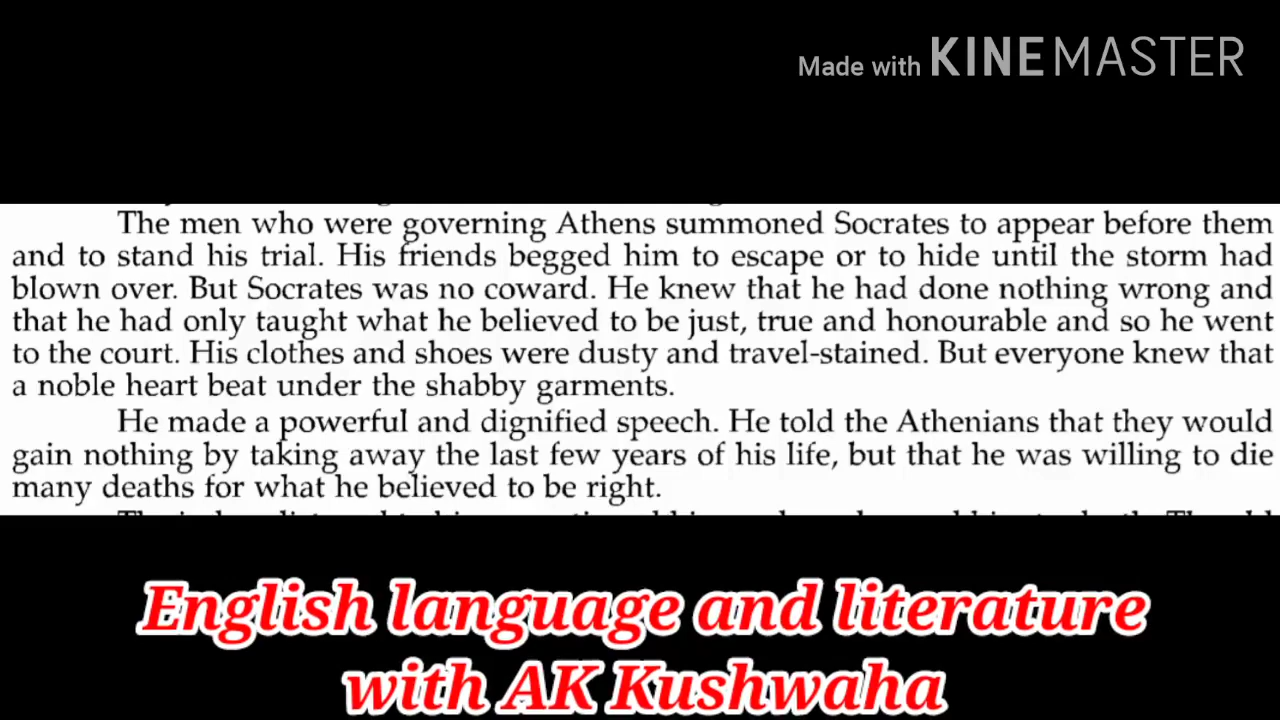 Made with KINEMASTER
The men who were governing Athens summoned Socrates to appear before them
and to stand his trial. His friends begged him to escape or to hide until the storm had
blown over. But Socrates was no coward. He knew that he had done nothing wrong and
that he had only taught what he believed to be just, true and honourable and so he went
to the court. His clothes and shoes were dusty and travel-stained. But everyone knew that
a noble heart beat under the shabby garments.
He made a powerful and dignified speech. He told the Athenians that they would
gain nothing by taking away the last few years of his life, but that he was willing to die
many deaths for what he believed to be right.
English language and literature
with AK Kushwaha